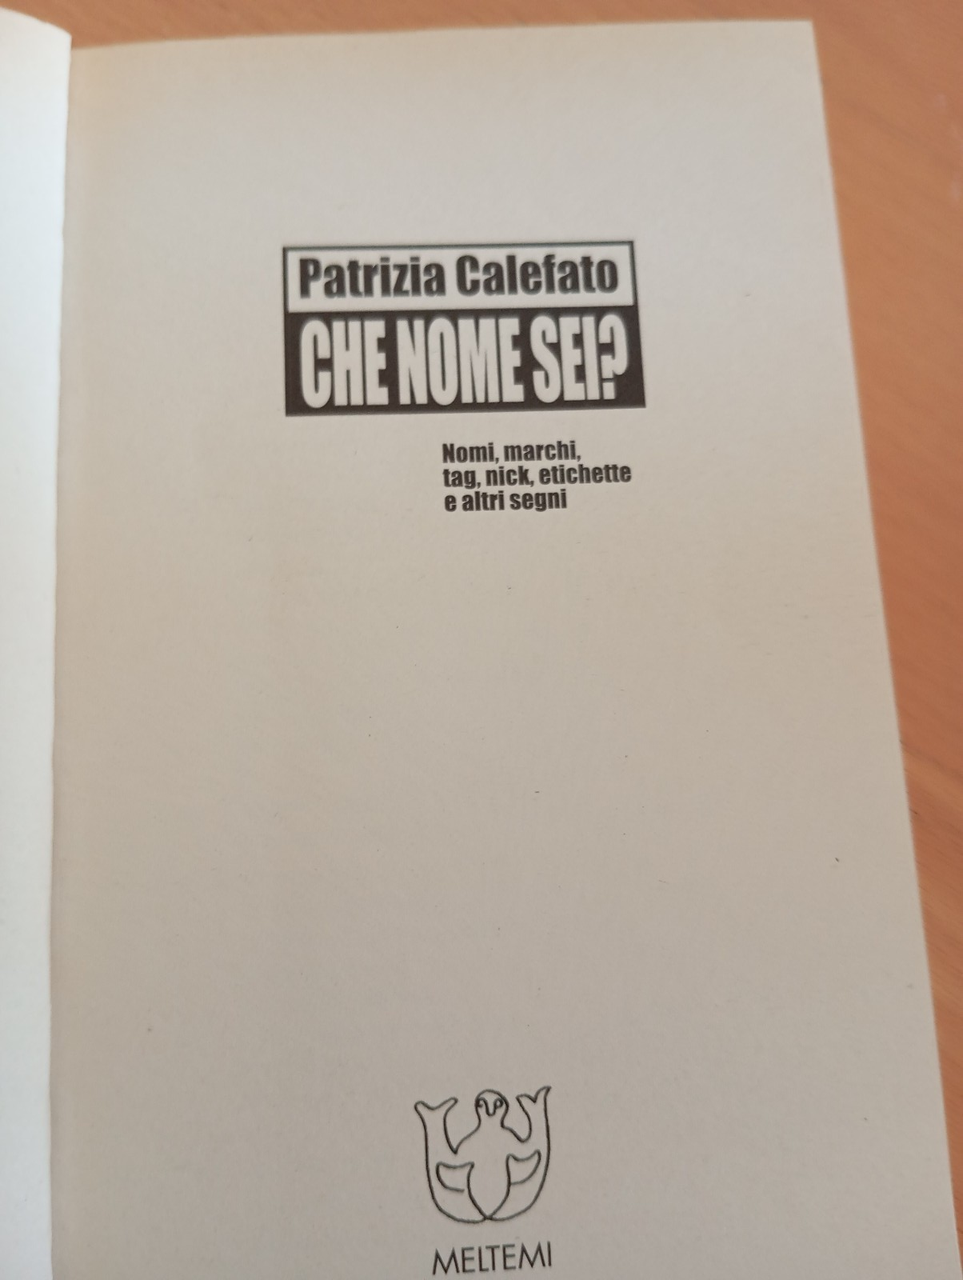 Patrizia Calefato
CHE NOME SEI?
Nomi, marchi,
tag, nick, etichette
e altri segni
MELTEMI